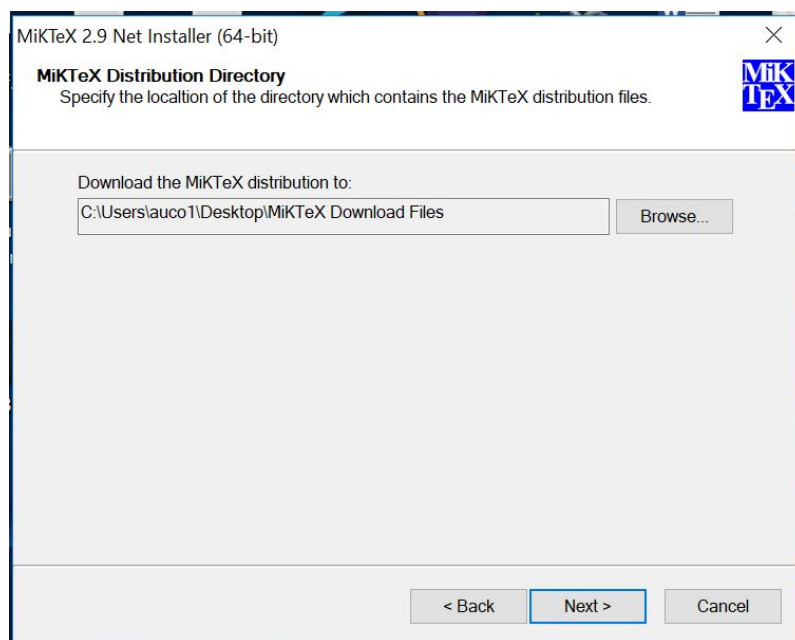 MiKTeX 2.9 Net Installer (64-bit)
MiKTeX Distribution Directory
MiK
TEX
Specify the localtion of the directory which contains the MiKTeX distribution files.
Download the MiKTeX distribution to:
C:\Users\auco1\Desktop\MiKTeX Download Files
Browse...
< Back
Next >
Cancel